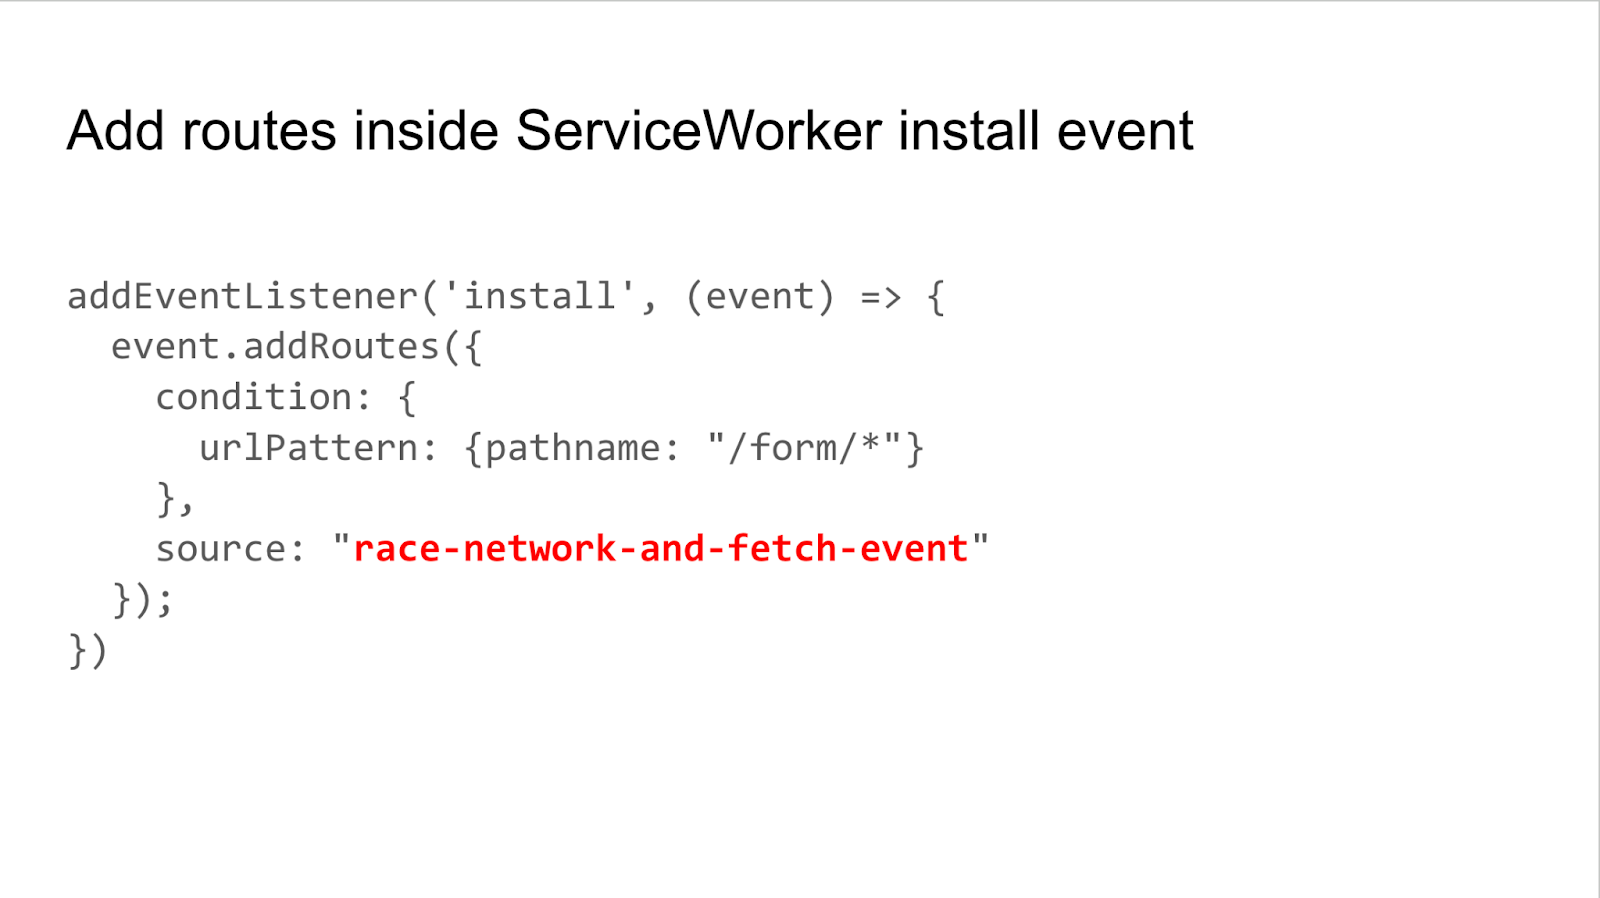 Add routes inside ServiceWorker install event
addEventListener('install', (event) => {
  event.addRoutes({
    condition: {
      urlPattern: {pathname: "/form/*"}
    },
    source: "race-network-and-fetch-event"
  });
})